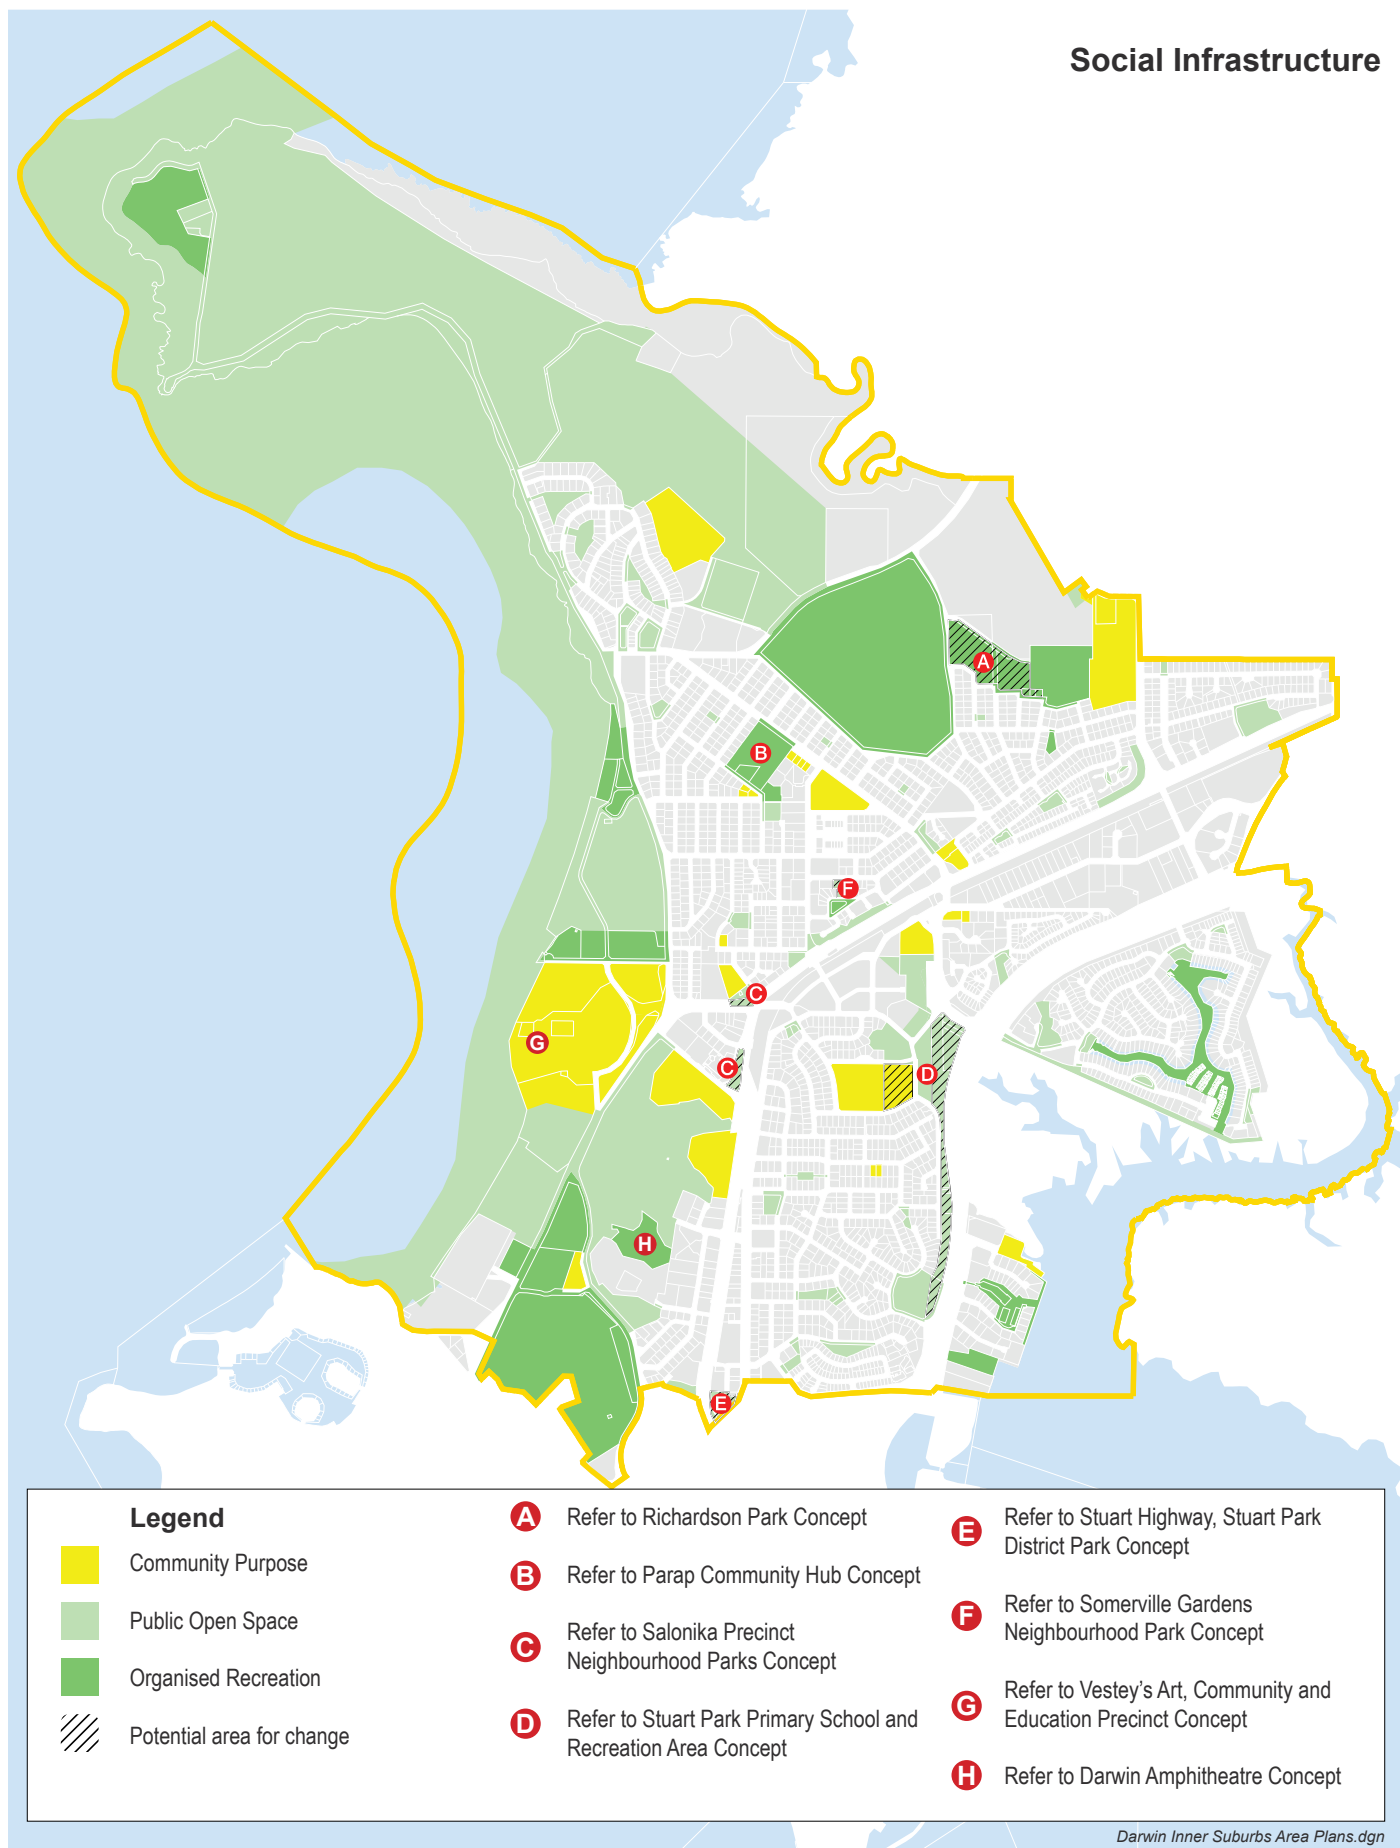 Social Infrastructure
A
B
F
C
G
C
D
H
E
Legend
Community Purpose
Public Open Space
Organised Recreation
Potential area for change
A Refer to Richardson Park Concept
B Refer to Parap Community Hub Concept
C Refer to Salonika Precinct
Neighbourhood Parks Concept
D Refer to Stuart Park Primary School and
Recreation Area Concept
E Refer to Stuart Highway, Stuart Park
District Park Concept
F Refer to Somerville Gardens
Neighbourhood Park Concept
G Refer to Vestey's Art, Community and
Education Precinct Concept
H Refer to Darwin Amphitheatre Concept
Darwin Inner Suburbs Area Plans.dgn